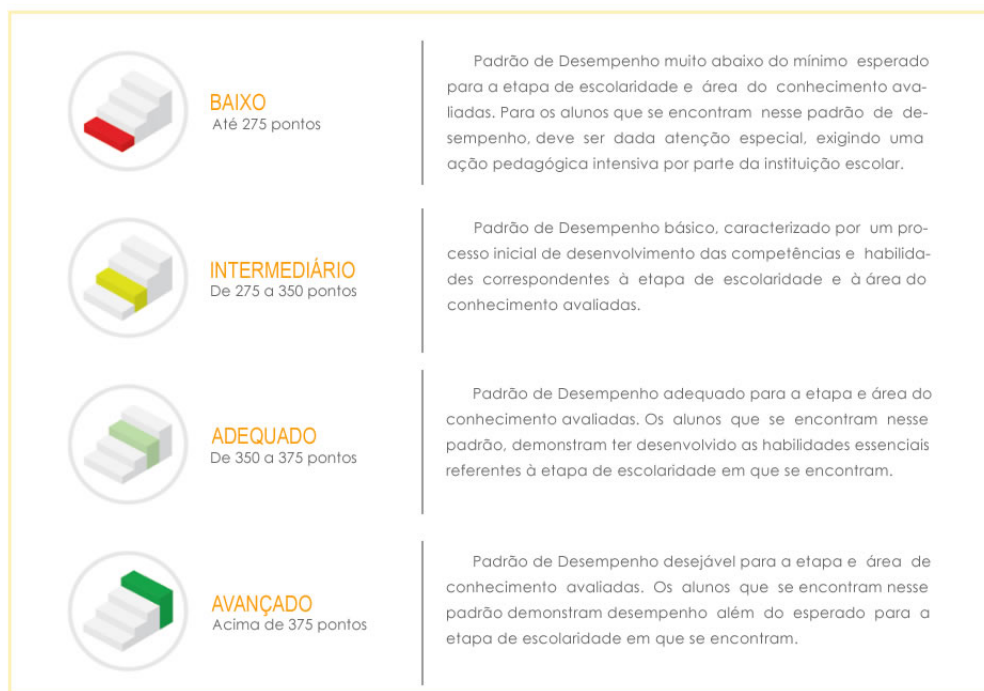 BAIXO
Até 275 pontos
Padrão de Desempenho muito abaixo do mínimo esperado
para a etapa de escolaridade e área do conhecimento ava-
liadas. Para os alunos que se encontram nesse padrão de de-
sempenho, deve ser dada atenção especial, exigindo uma
ação pedagógica intensiva por parte da instituição escolar.
INTERMEDIÁRIO
De 275 a 350 pontos
Padrão de Desempenho básico, caracterizado por um pro-
cesso inicial de desenvolvimento das competências e habilida-
des correspondentes à etapa de escolaridade e à área do
conhecimento avaliadas.
ADEQUADO
De 350 a 375 pontos
Padrão de Desempenho adequado para a etapa e área do
conhecimento avaliadas. Os alunos que se encontram nesse
padrão, demonstram ter desenvolvido as habilidades essenciais
referentes à etapa de escolaridade em que se encontram.
AVANÇADO
Acima de 375 pontos
Padrão de Desempenho desejável para a etapa e área de
conhecimento avaliadas. Os alunos que se encontram nesse
padrão demonstram desempenho além do esperado para a
etapa de escolaridade em que se encontram.